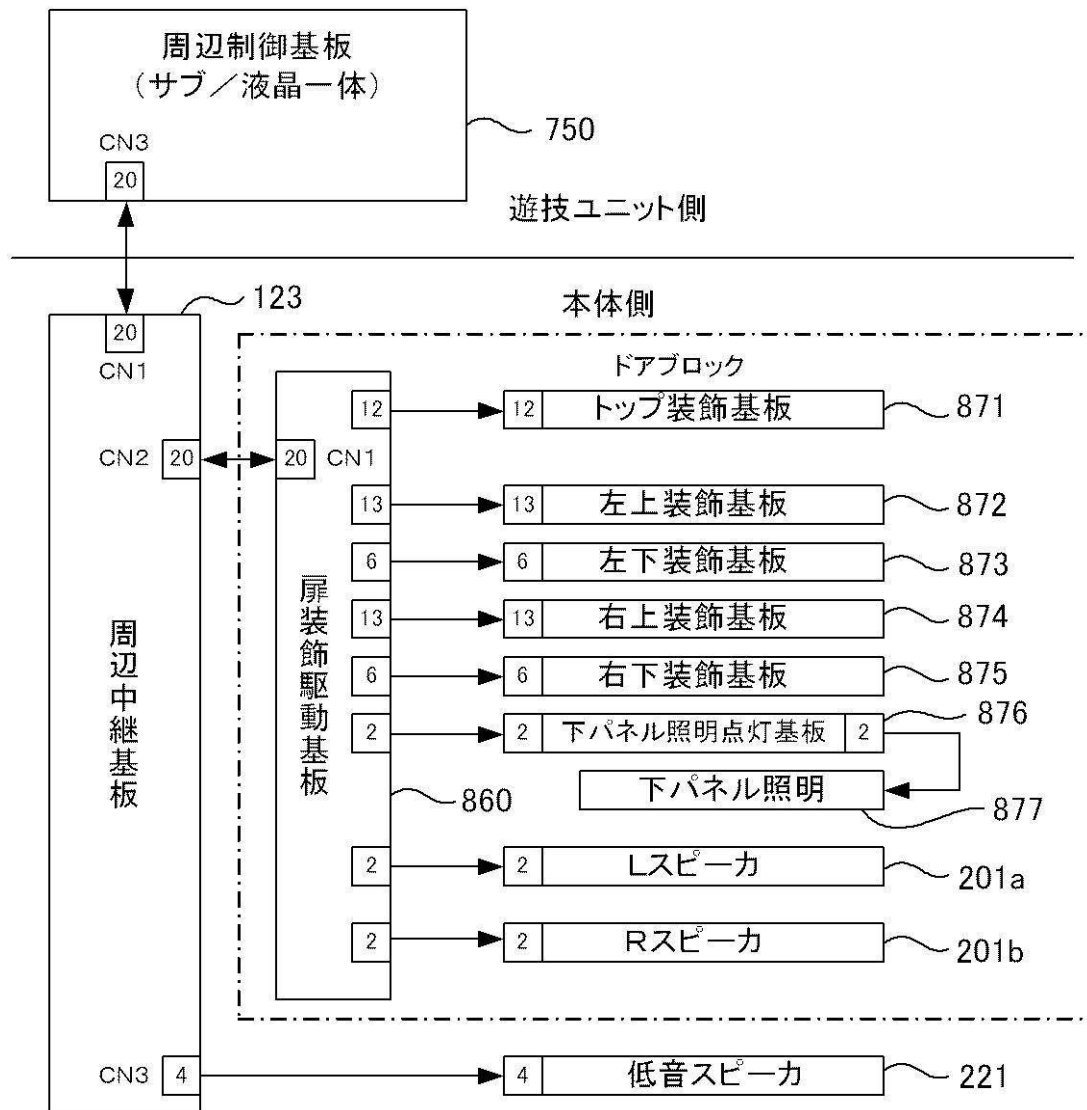 周辺制御基板
（サブ／液晶一体）
CN3
20
750
遊技ユニット側
123
本体側
20
CN1
ドアブロック
12
12 トップ装飾基板
871
CN2 20
20 CN1
13
13 左上装飾基板
872
6
6 左下装飾基板
873
13
13 右上装飾基板
874
6
6 右下装飾基板
875
2
2 下パネル照明点灯基板 2
876
下パネル照明
877
周辺中継基板
扉装飾駆動基板
860
2
2 Lスピーカ
201a
2
2 Rスピーカ
201b
CN3 4
4 低音スピーカ
221